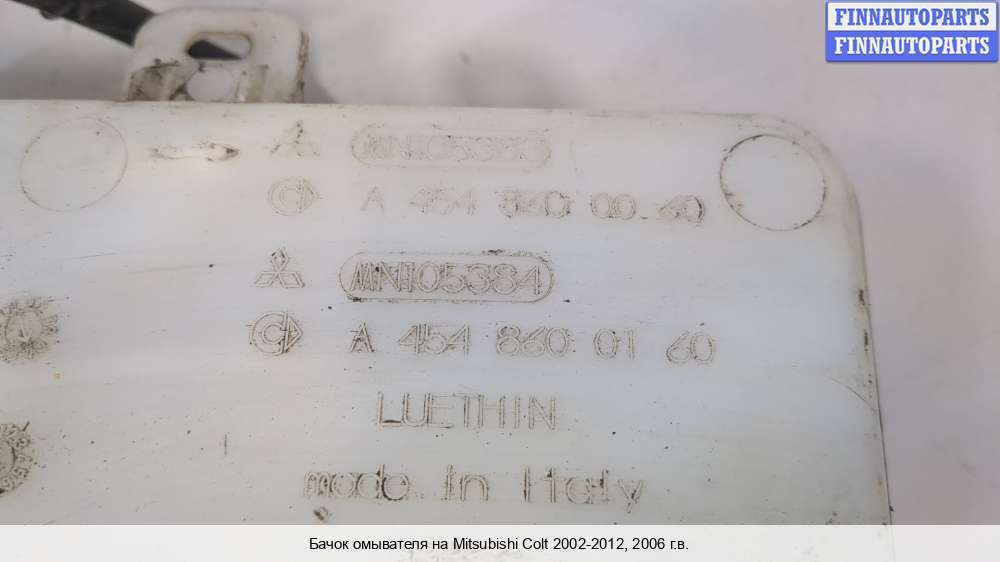 FINNAUTOPARTS
FINNAUTOPARTS
MN105383
A 454 860 00 60
MN105384
A 454 860 01 60
LUETHIN
made in Italy
Бачок омывателя на Mitsubishi Colt 2002-2012, 2006 г.в.